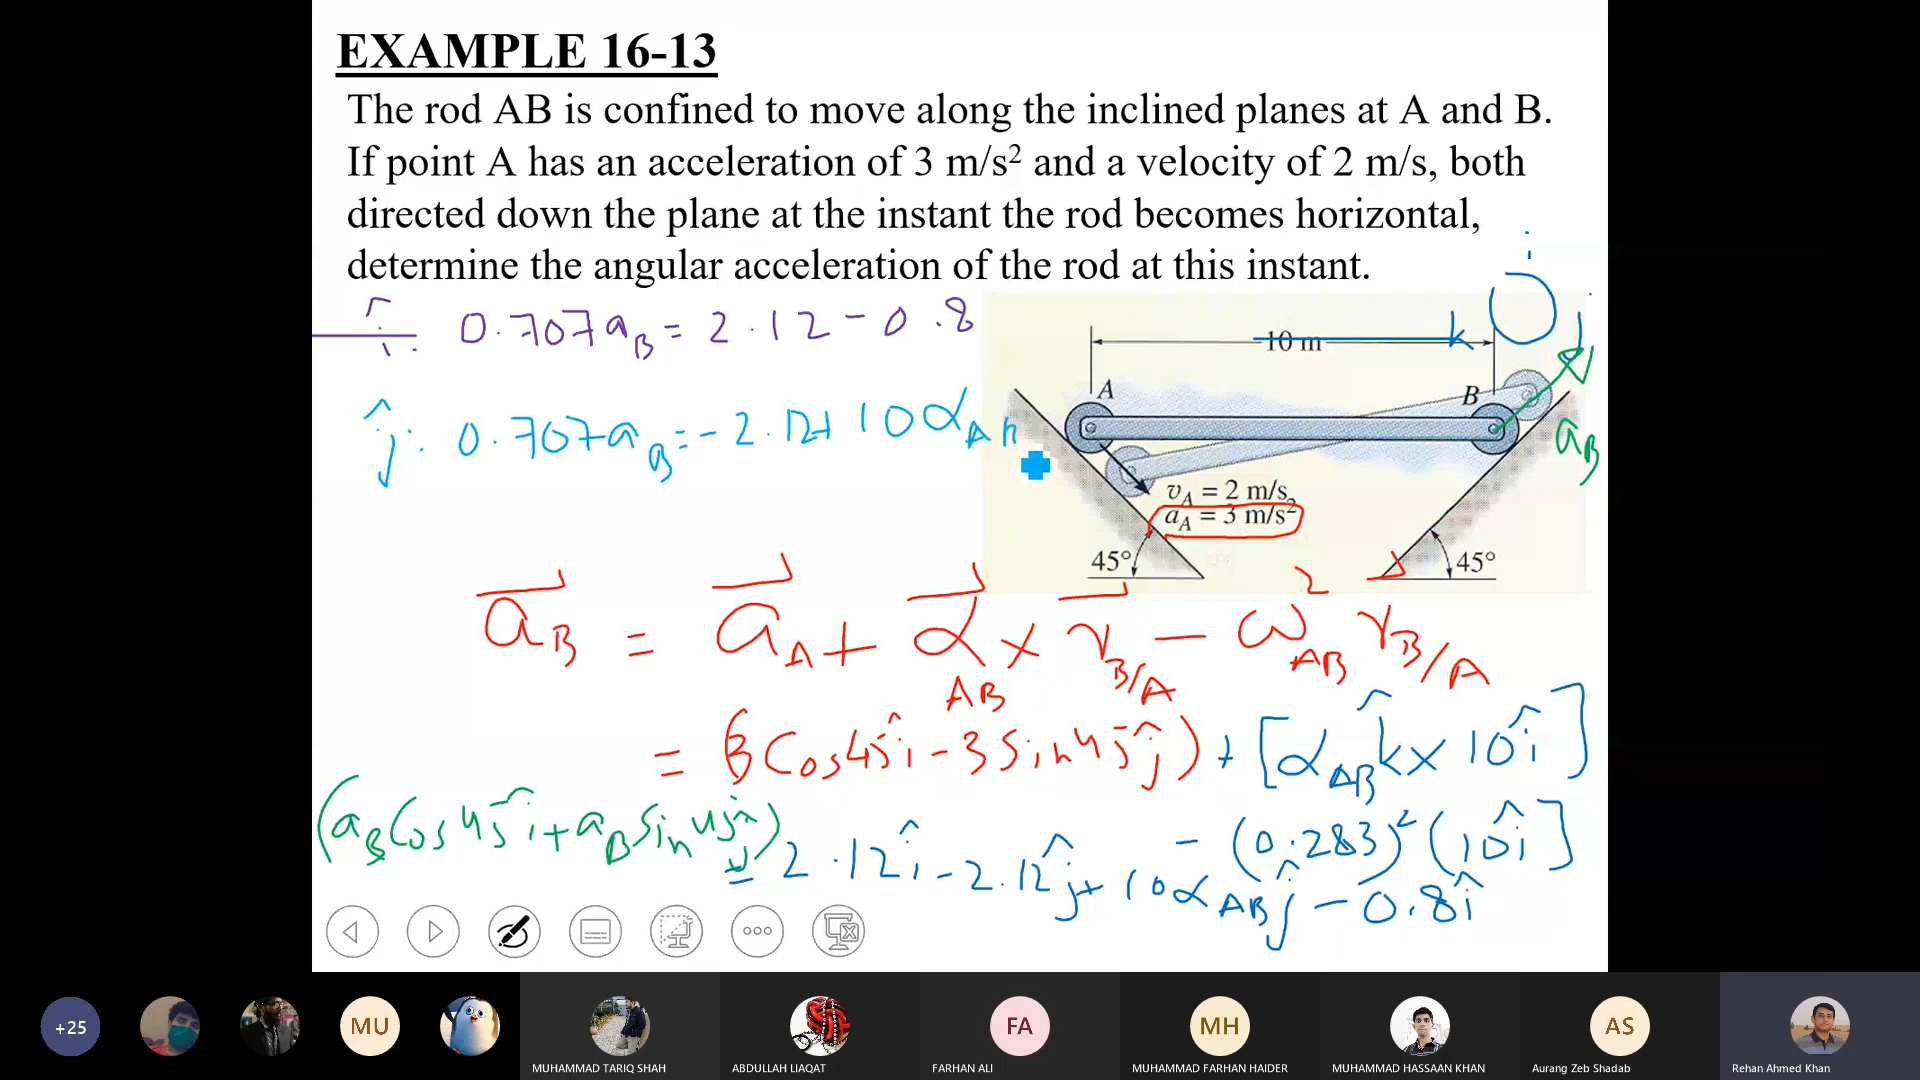 EXAMPLE 16-13
The rod AB is confined to move along the inclined planes at A and B.
If point A has an acceleration of 3 m/s² and a velocity of 2 m/s, both
directed down the plane at the instant the rod becomes horizontal,
determine the angular acceleration of the rod at this instant.
î: 0.707a_B = 2.12 - 0.8
ĵ: 0.707a_B = -2.12 + 10α_AB
i
k j
10 m
A B
a_B
v_A = 2 m/s
a_A = 3 m/s²
45° 45°
a⃗_B = a⃗_A + α⃗_AB × r⃗_B/A - ω²_AB r_B/A
= (3 Cos45 î - 3 Sin45 ĵ) + [α_AB k̂ × 10 î]
- (0.283)² (10 î]
(a_B Cos45 î + a_B Sin45 ĵ)
= 2.12 î - 2.12 ĵ + 10 α_AB ĵ - 0.8 î
+25
MU
FA
MH
AS
MUHAMMAD TARIQ SHAH
ABDULLAH LIAQAT
FARHAN ALI
MUHAMMAD FARHAN HAIDER
MUHAMMAD HASSAAN KHAN
Aurang Zeb Shadab
Rehan Ahmed Khan